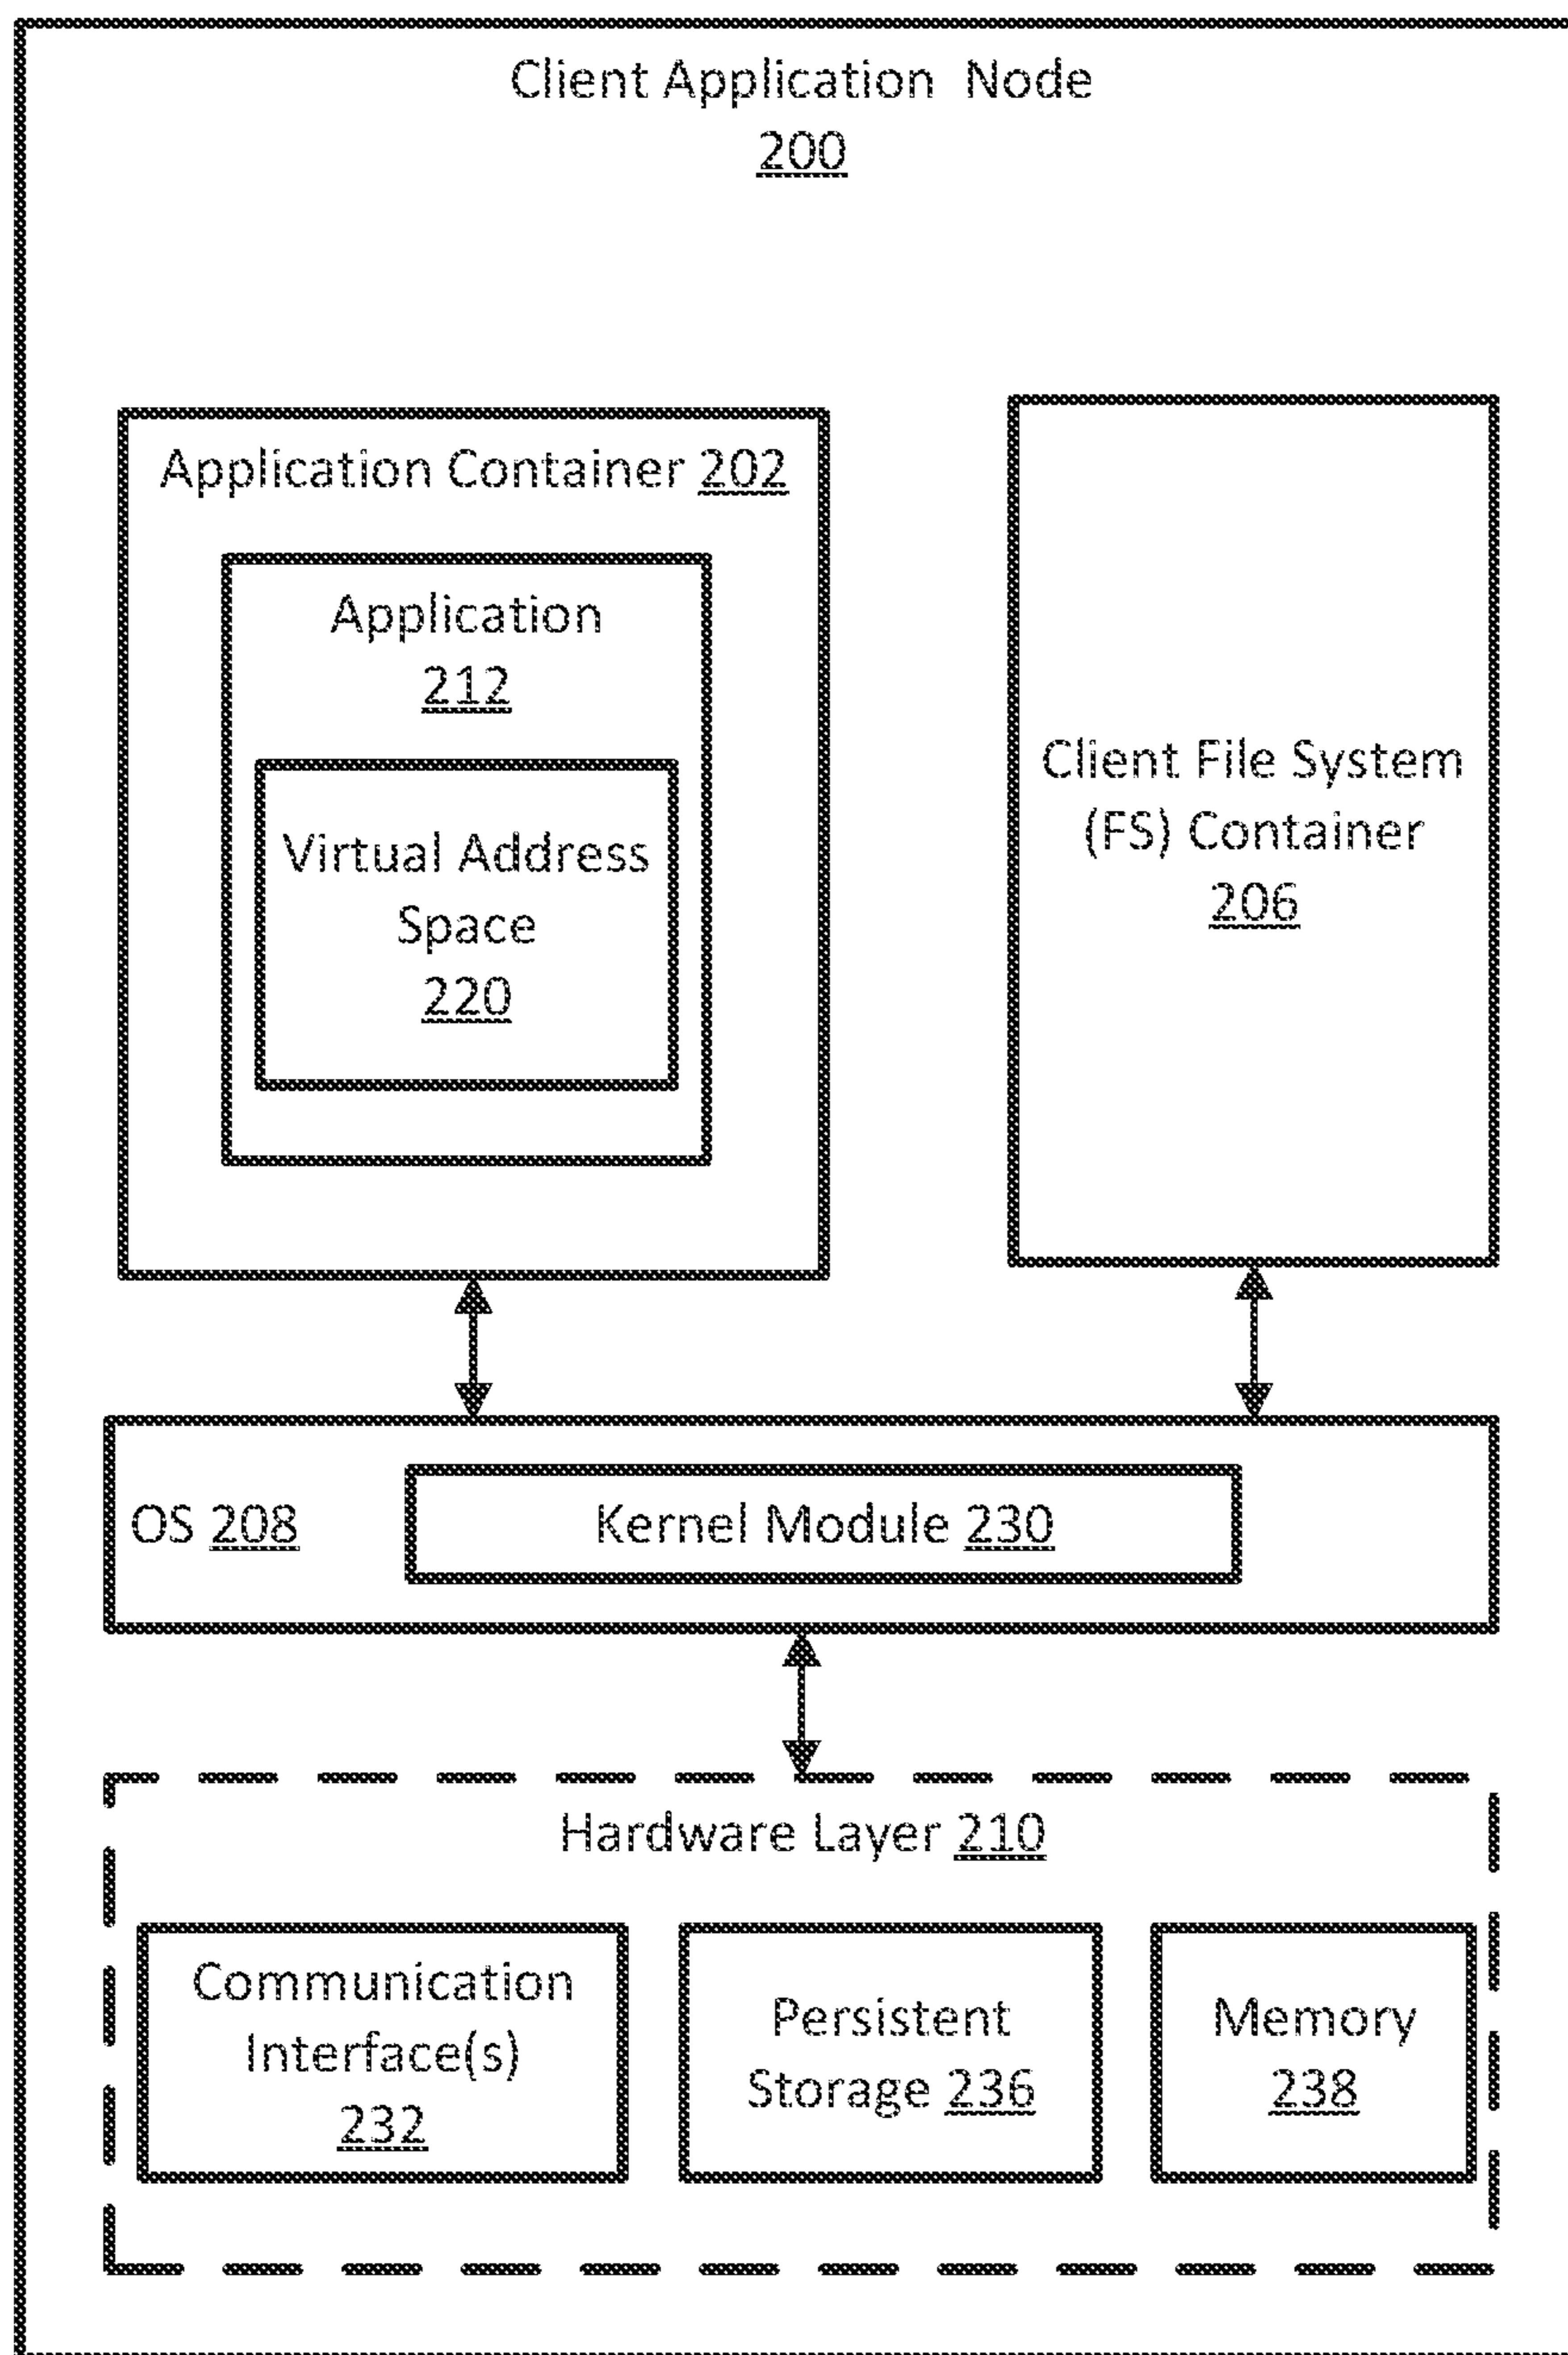 Client Application Node
200
Application Container 202
Application
212
Virtual Address
Space
220
Client File System
(FS) Container
206
OS 208
Kernel Module 230
Hardware Layer 210
Communication
Interface(s)
232
Persistent
Storage 236
Memory
238